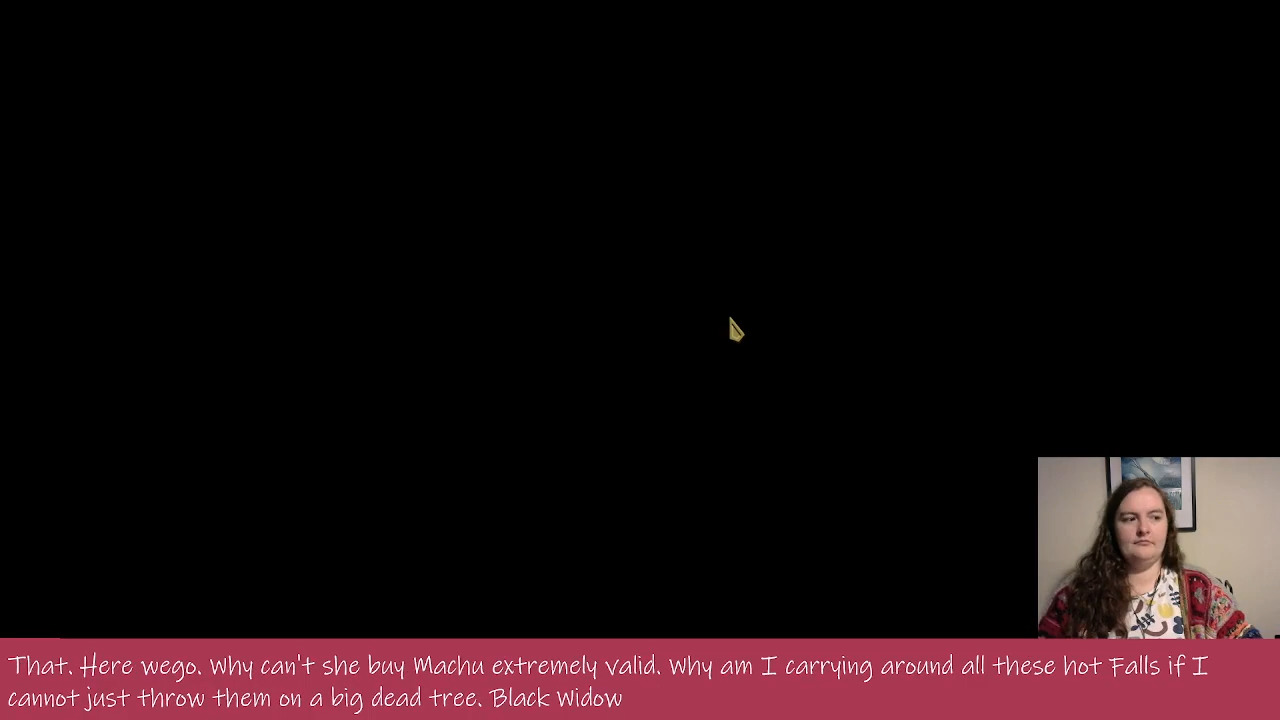 That. Here wego. Why can't she buy Machu extremely valid. Why am I carrying around all these hot Falls if I
cannot just throw them on a big dead tree. Black Widow